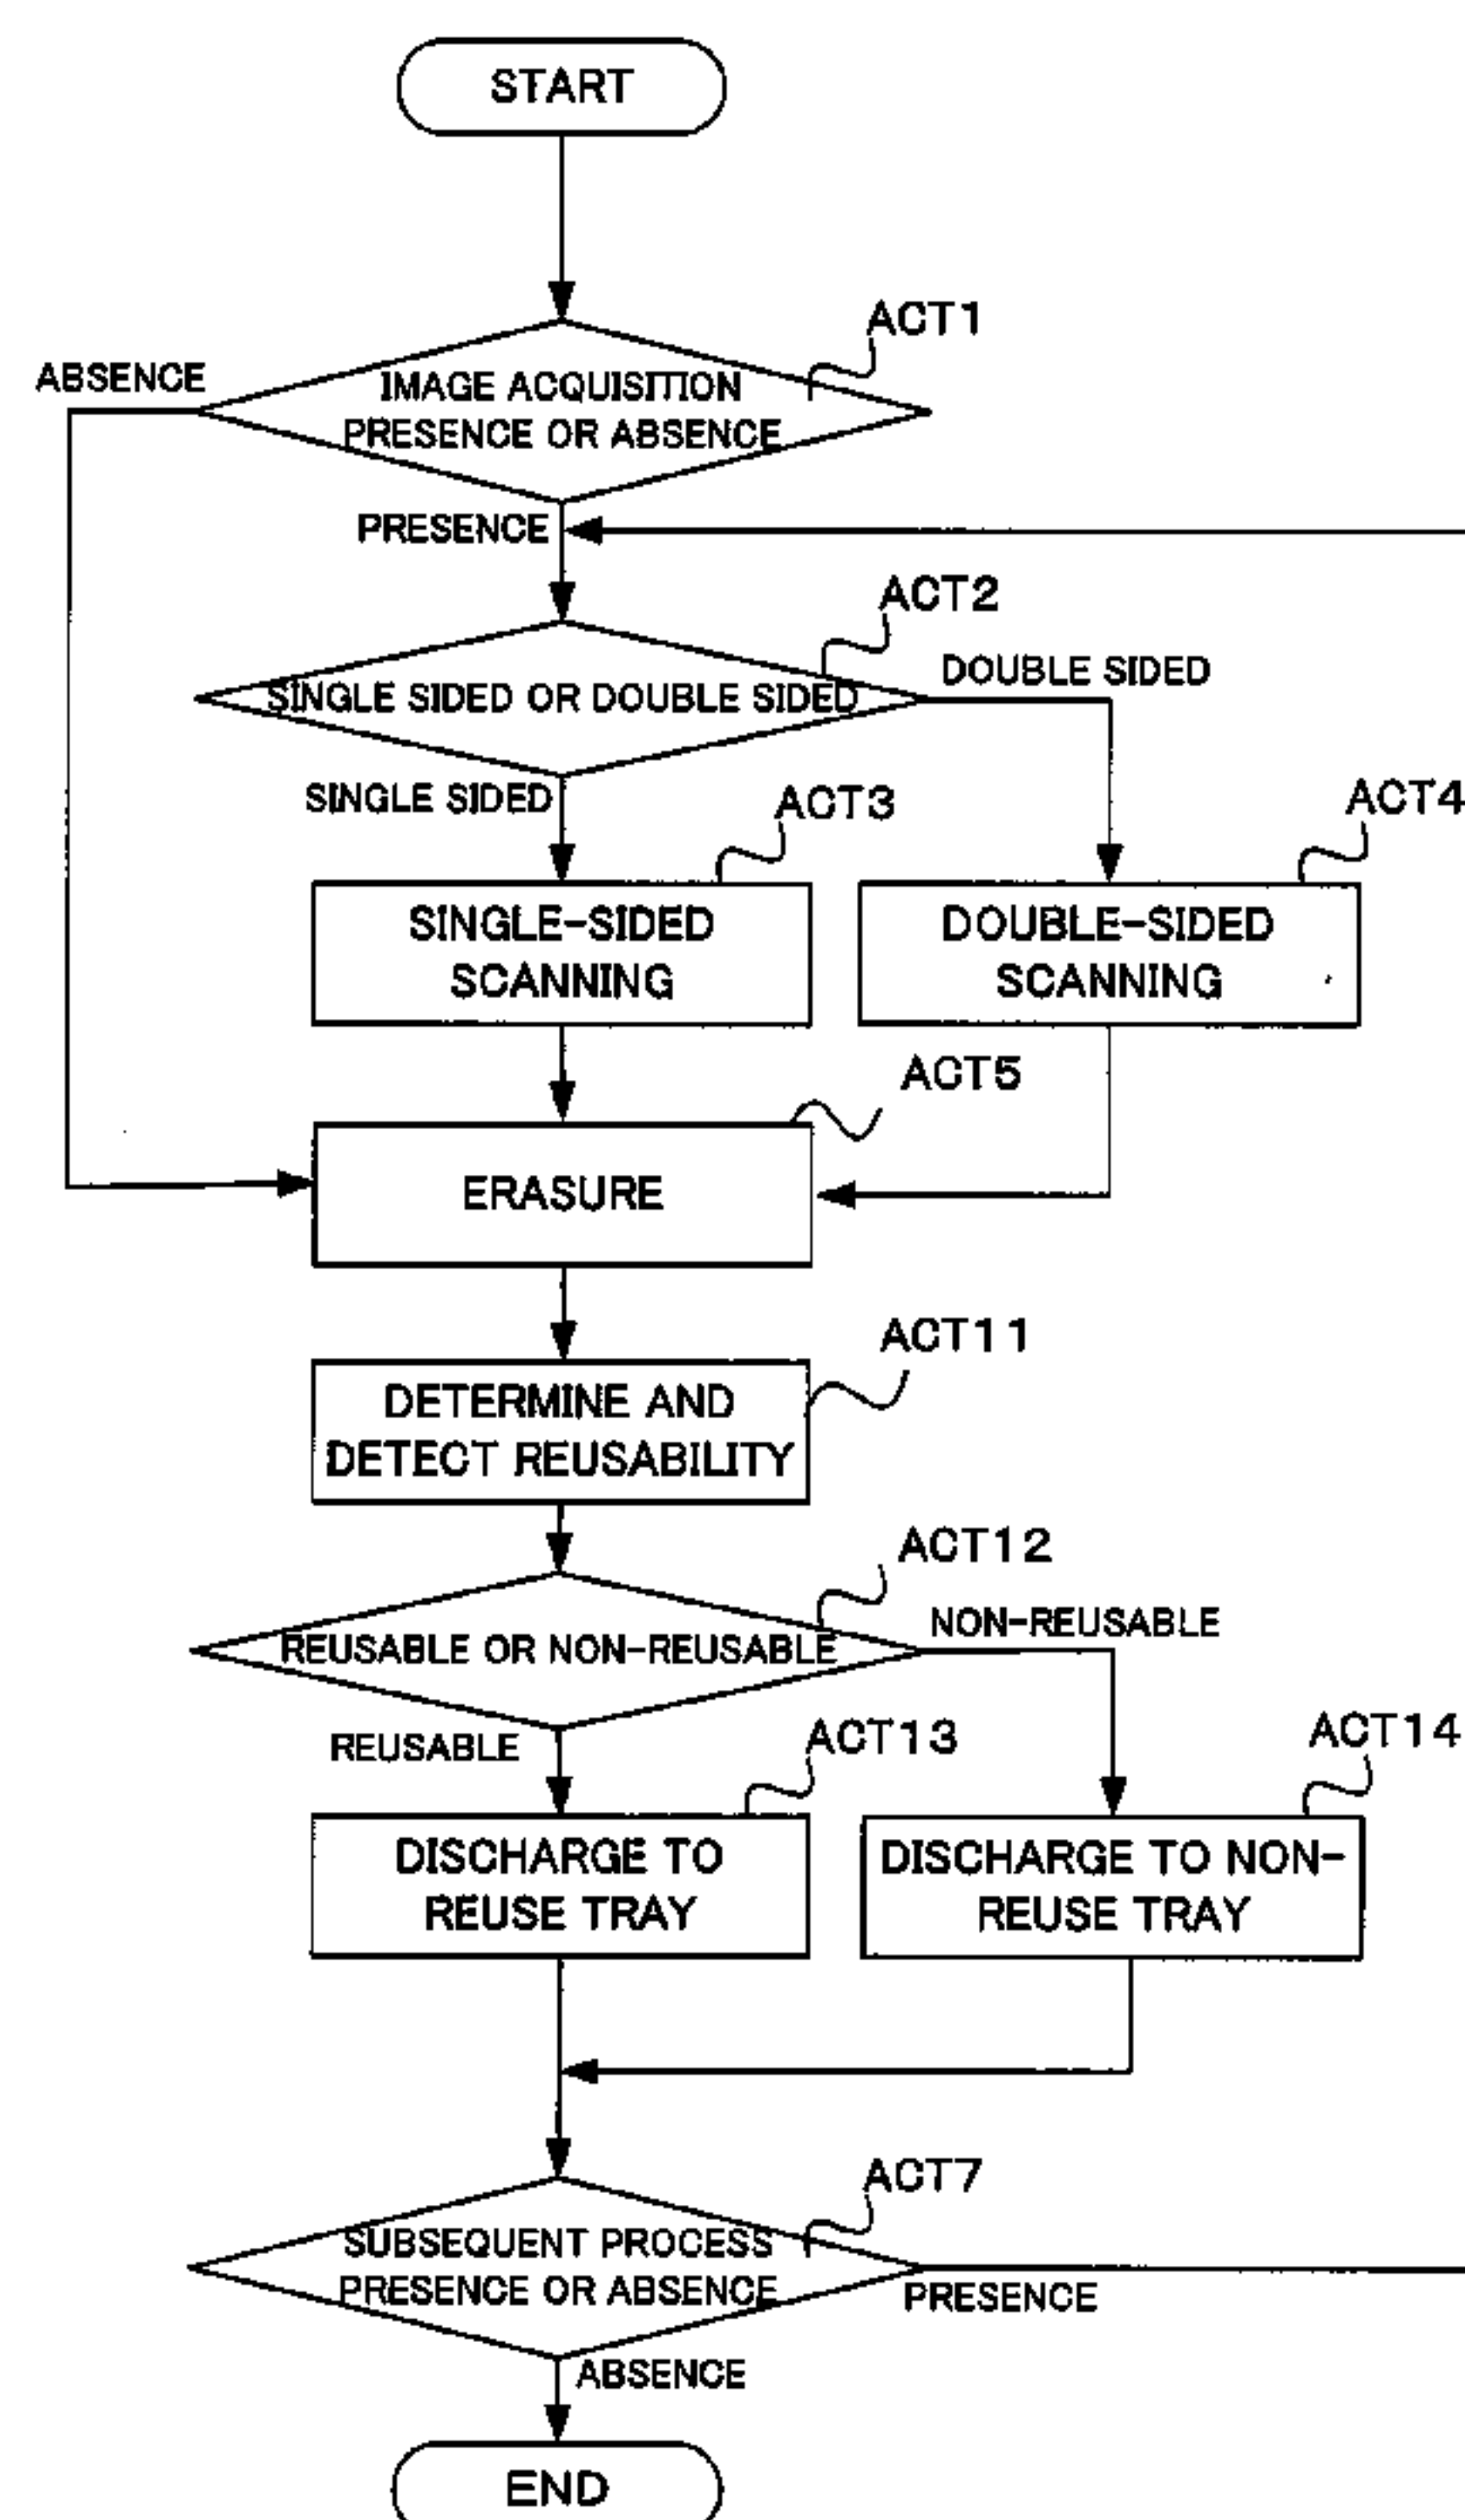 START
ACT1
ABSENCE
IMAGE ACQUISITION
PRESENCE OR ABSENCE
PRESENCE
ACT2
DOUBLE SIDED
SINGLE SIDED OR DOUBLE SIDED
SINGLE SIDED
ACT3
ACT4
SINGLE-SIDED
SCANNING
DOUBLE-SIDED
SCANNING
ACT5
ERASURE
ACT11
DETERMINE AND
DETECT REUSABILITY
ACT12
NON-REUSABLE
REUSABLE OR NON-REUSABLE
REUSABLE
ACT13
ACT14
DISCHARGE TO
REUSE TRAY
DISCHARGE TO NON-
REUSE TRAY
ACT7
SUBSEQUENT PROCESS
PRESENCE OR ABSENCE
PRESENCE
ABSENCE
END